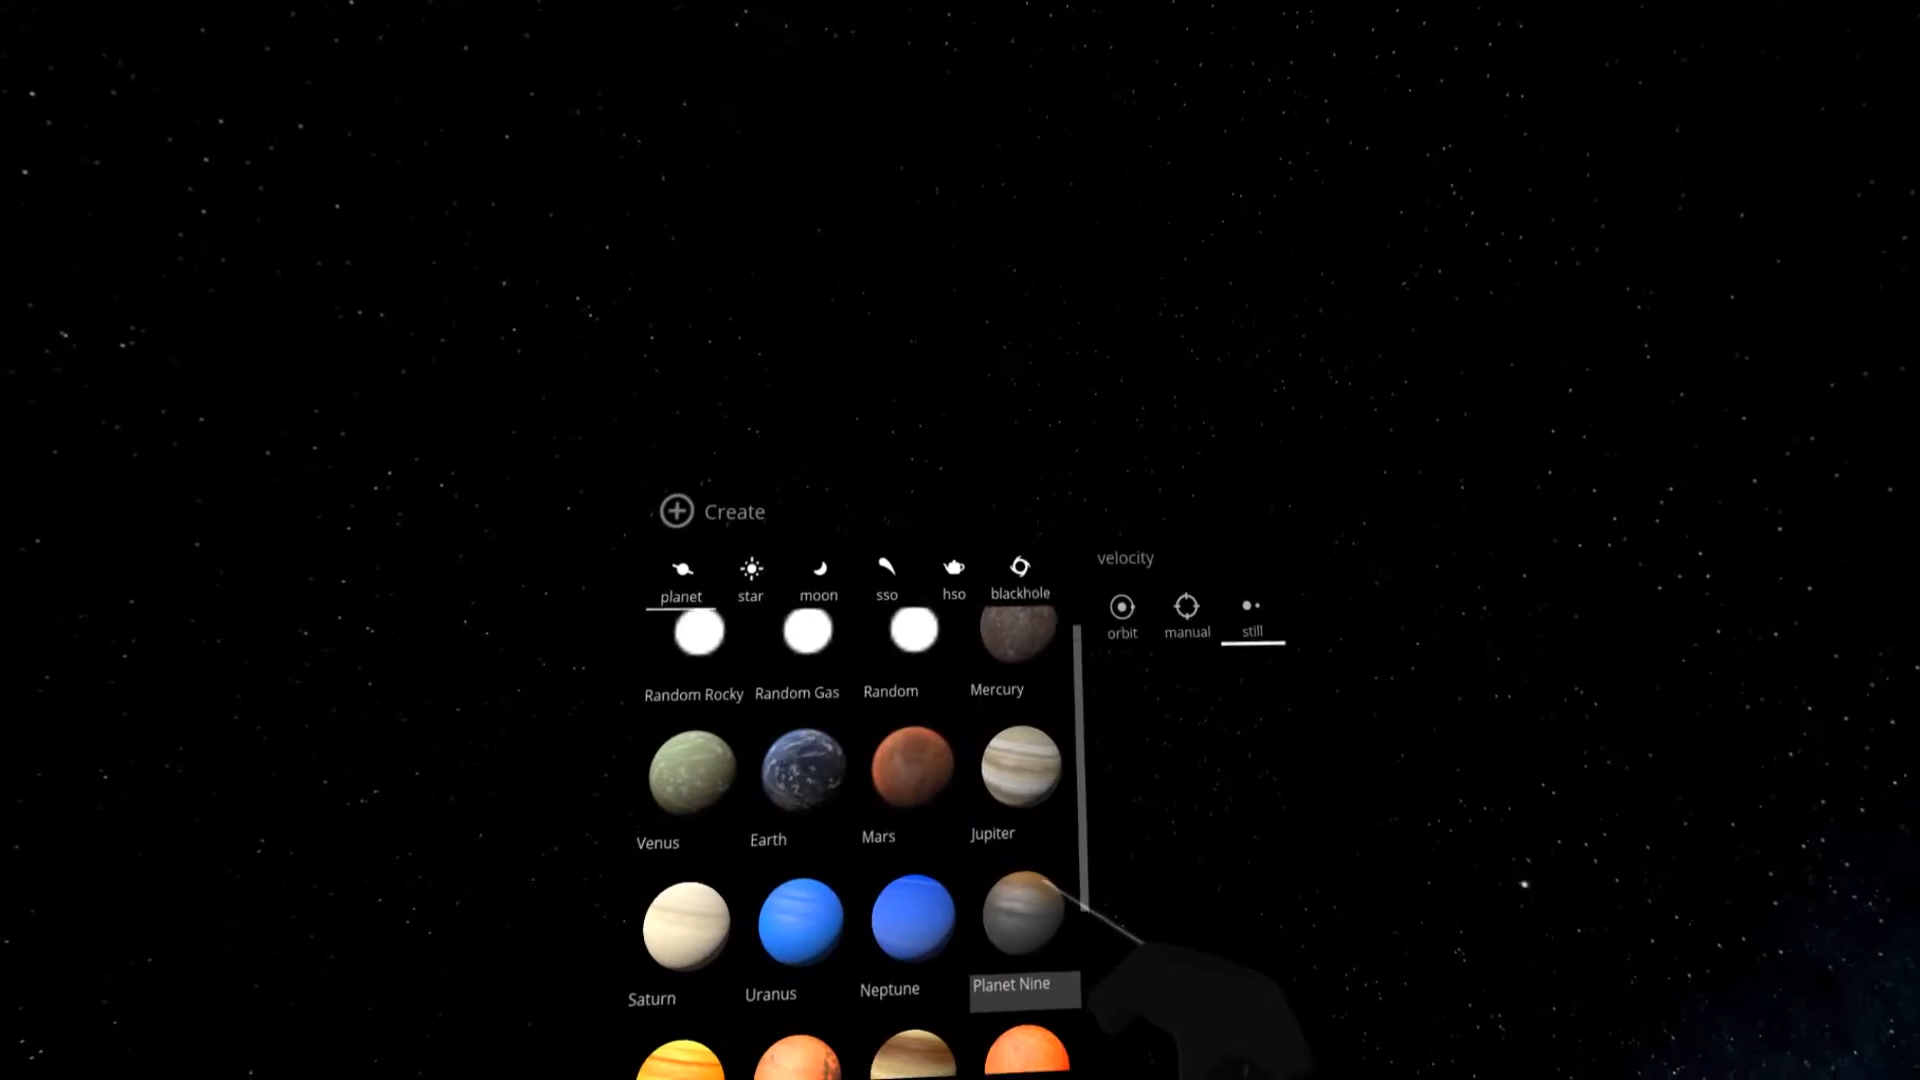 Create
velocity
planet star moon sso hso blackhole
orbit manual still
Random Rocky Random Gas Random Mercury
Venus Earth Mars Jupiter
Saturn Uranus Neptune Planet Nine